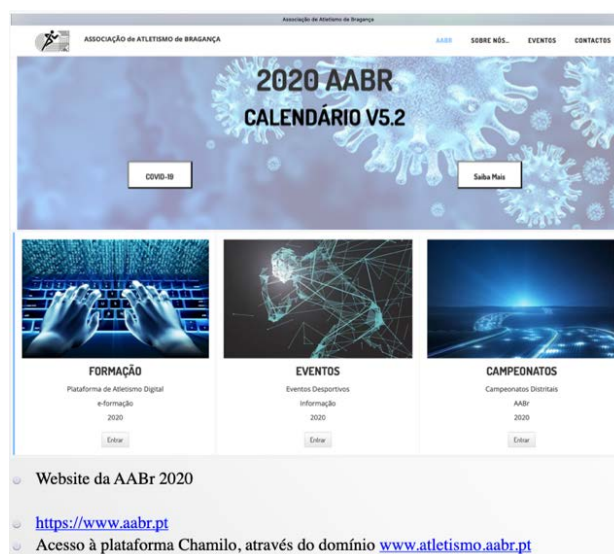 Associação de Atletismo de Bragança
ASSOCIAÇÃO de ATLETISMO de BRAGANÇA
AABR SOBRE NÓS... EVENTOS CONTACTOS
2020 AABR
CALENDÁRIO V5.2
COVID-19 Saiba Mais
FORMAÇÃO EVENTOS CAMPEONATOS
Plataforma de Atletismo Digital Eventos Desportivos Campeonatos Distritais
e-formação Informação AABr
2020 2020 2020
Entrar Entrar Entrar
Website da AABr 2020
https://www.aabr.pt
Acesso à plataforma Chamilo, através do domínio www.atletismo.aabr.pt